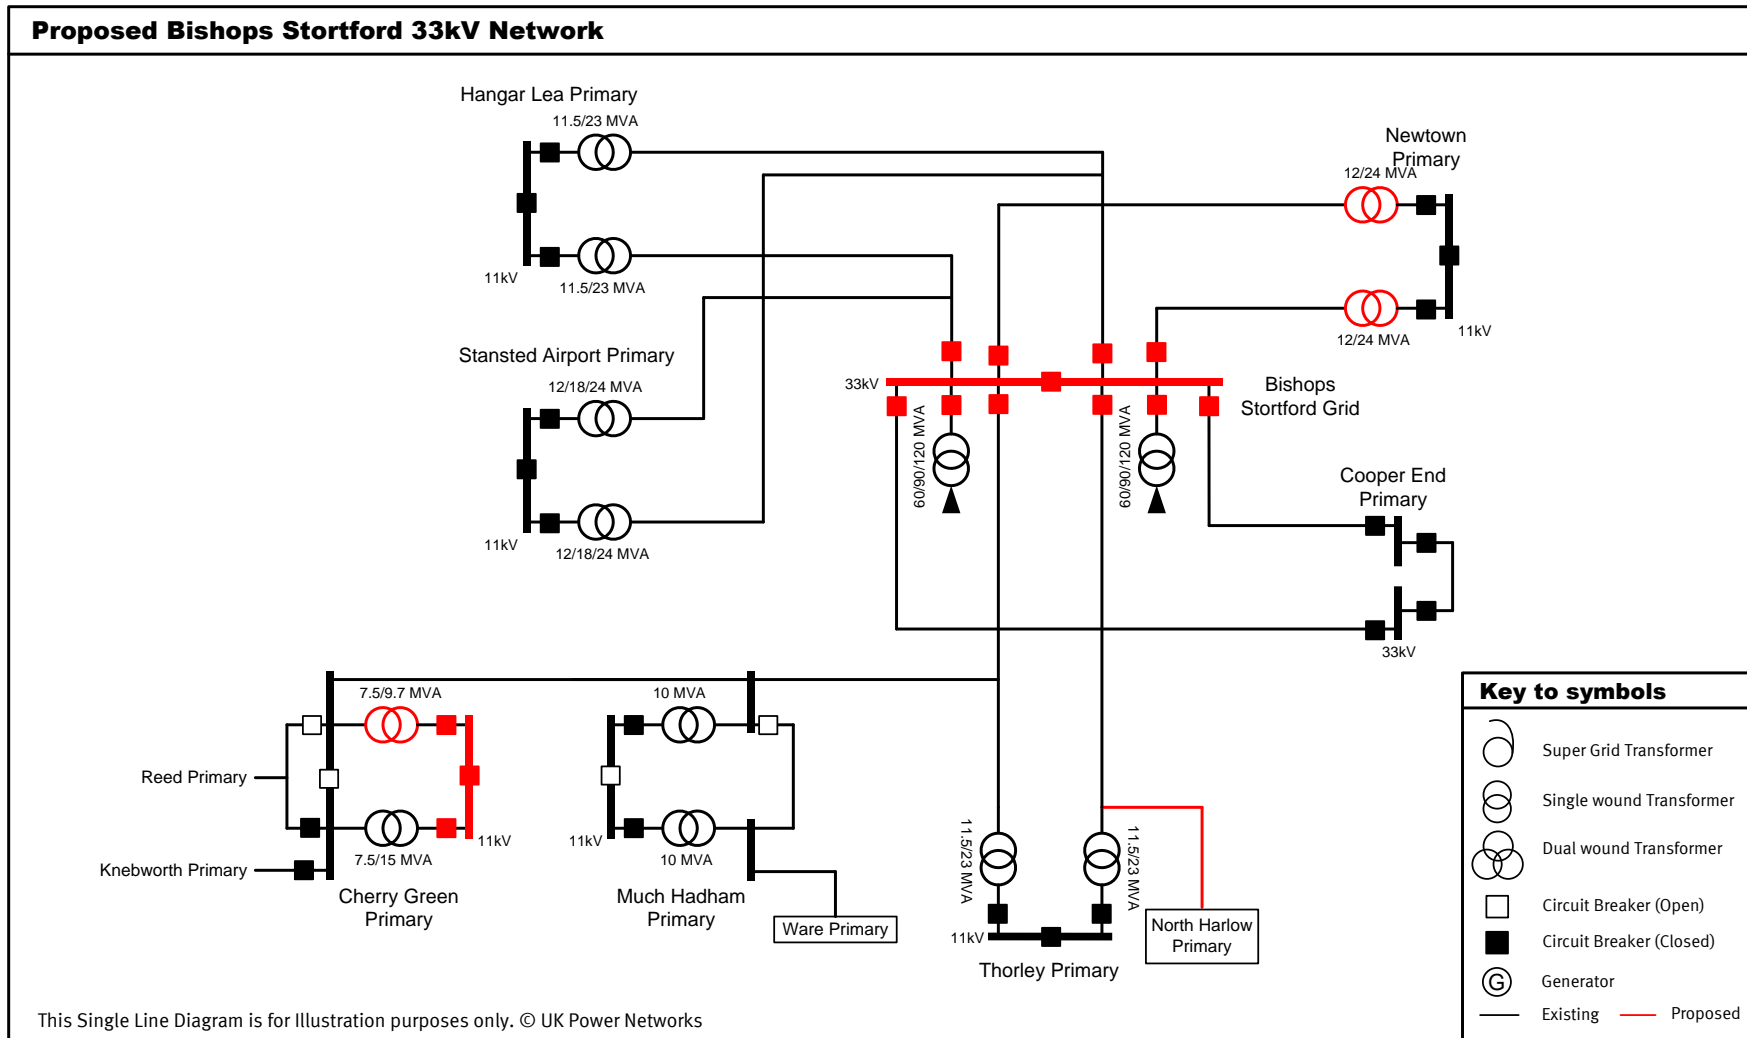 Proposed Bishops Stortford 33kV Network
Hangar Lea Primary
11.5/23 MVA
11kV
11.5/23 MVA
Newtown
Primary
12/24 MVA
12/24 MVA
11kV
Stansted Airport Primary
12/18/24 MVA
11kV
12/18/24 MVA
33kV
Bishops
Stortford Grid
60/90/120 MVA
60/90/120 MVA
Cooper End
Primary
33kV
7.5/9.7 MVA
Reed Primary
Knebworth Primary
11kV
7.5/15 MVA
Cherry Green
Primary
10 MVA
11kV
10 MVA
Much Hadham
Primary
Ware Primary
11.5/23 MVA
11.5/23 MVA
11kV
Thorley Primary
North Harlow
Primary
Key to symbols
Super Grid Transformer
Single wound Transformer
Dual wound Transformer
Circuit Breaker (Open)
Circuit Breaker (Closed)
G Generator
Existing
Proposed
This Single Line Diagram is for Illustration purposes only. © UK Power Networks